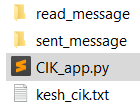 read_message
sent_message
CIK_app.py
kesh_cik.txt